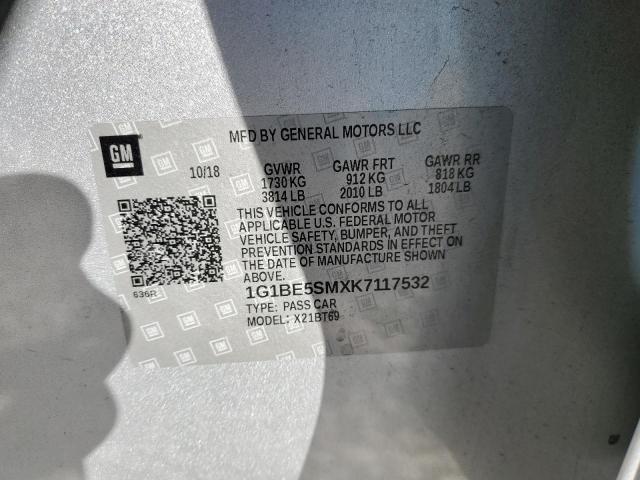 MFD BY GENERAL MOTORS LLC
GM
10/18
GVWR GAWR FRT GAWR RR
1730 KG 912 KG 818 KG
3814 LB 2010 LB 1804 LB
THIS VEHICLE CONFORMS TO ALL
APPLICABLE U.S. FEDERAL MOTOR
VEHICLE SAFETY, BUMPER, AND THEFT
PREVENTION STANDARDS IN EFFECT ON
THE DATE OF MANUFACTURE SHOWN
ABOVE.
636R
1G1BE5SMXK7117532
TYPE: PASS CAR
MODEL: X21BT69